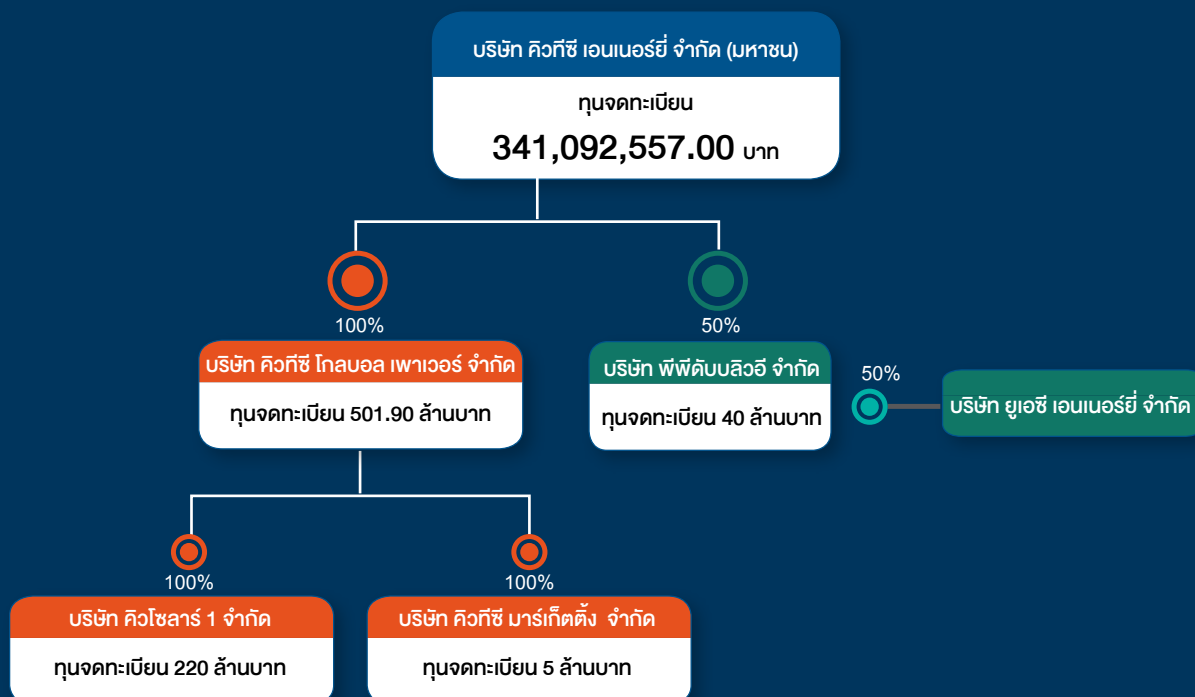 บริษัท คิวทีซี เอนเนอร์ยี่ จำกัด (มหาชน)
ทุนจดทะเบียน
341,092,557.00 บาท
100%
50%
บริษัท คิวทีซี โกลบอล เพาเวอร์ จำกัด
ทุนจดทะเบียน 501.90 ล้านบาท
บริษัท พีพีดับบลิวอี จำกัด
ทุนจดทะเบียน 40 ล้านบาท
50%
บริษัท ยูเอซี เอนเนอร์ยี่ จำกัด
100%
100%
บริษัท คิวโซลาร์ 1 จำกัด
ทุนจดทะเบียน 220 ล้านบาท
บริษัท คิวทีซี มาร์เก็ตติ้ง จำกัด
ทุนจดทะเบียน 5 ล้านบาท